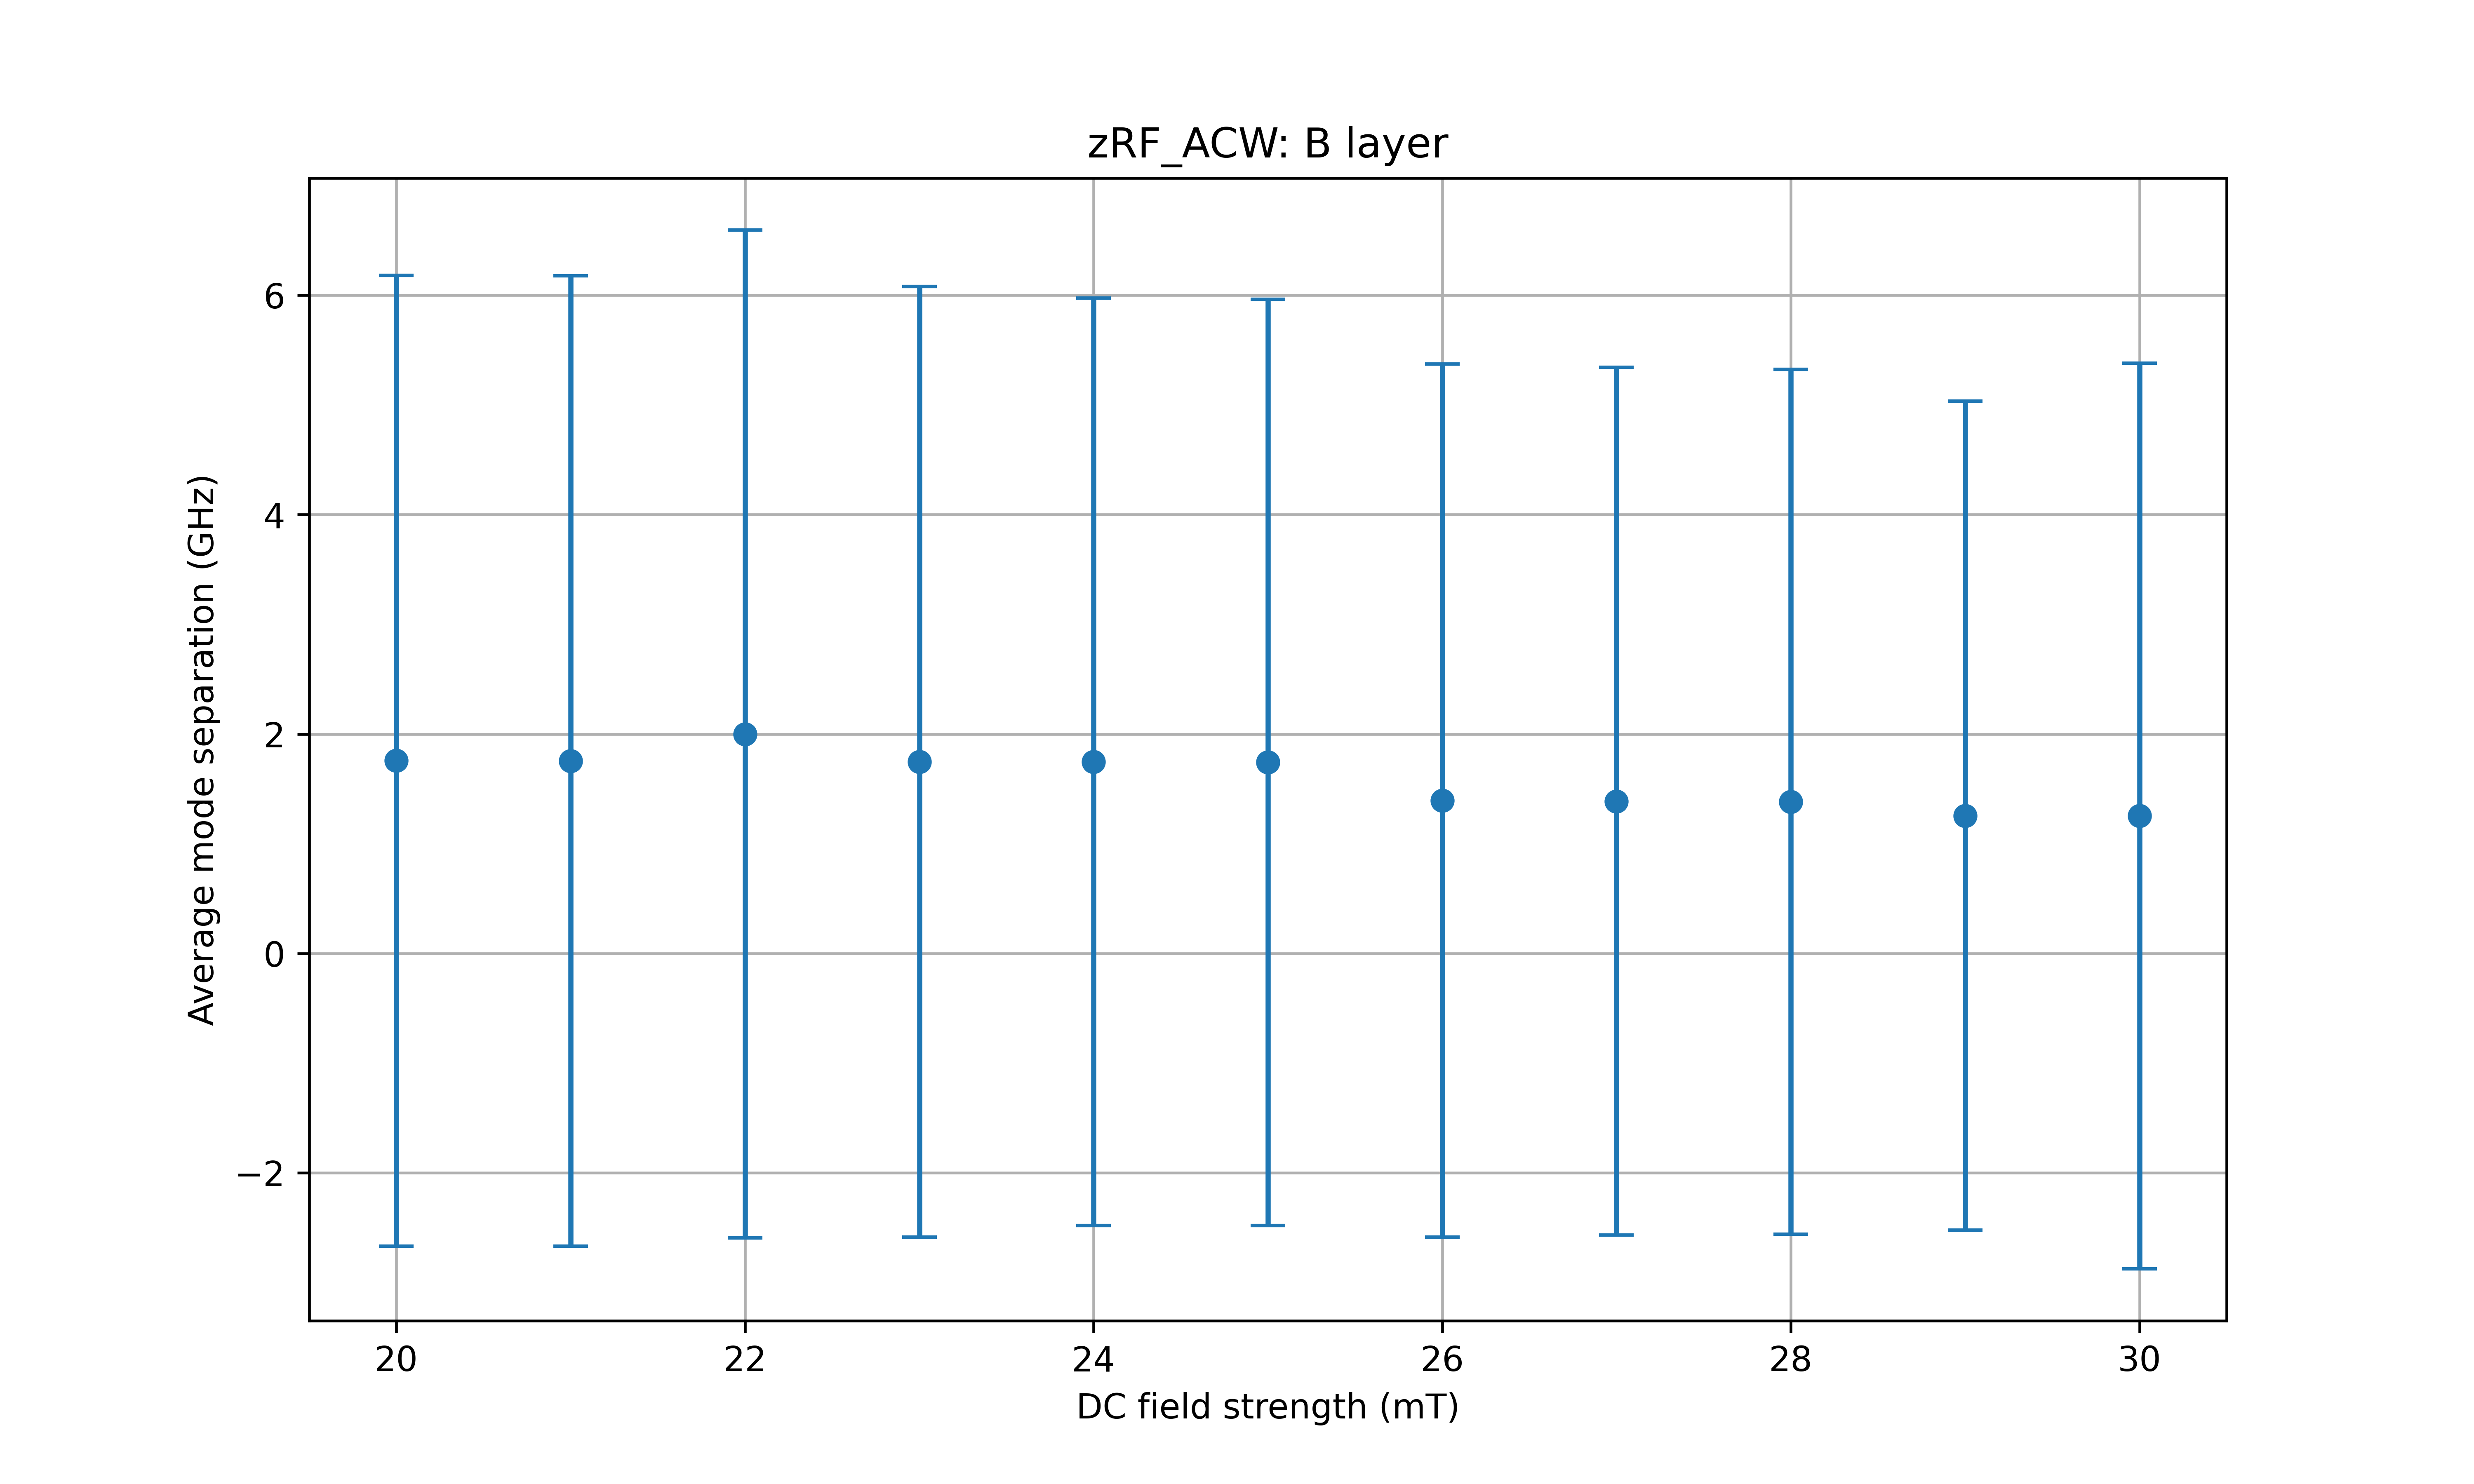 zRF_ACW: B layer
Average mode separation (GHz)
6
4
2
0
−2
20 22 24 26 28 30
DC field strength (mT)